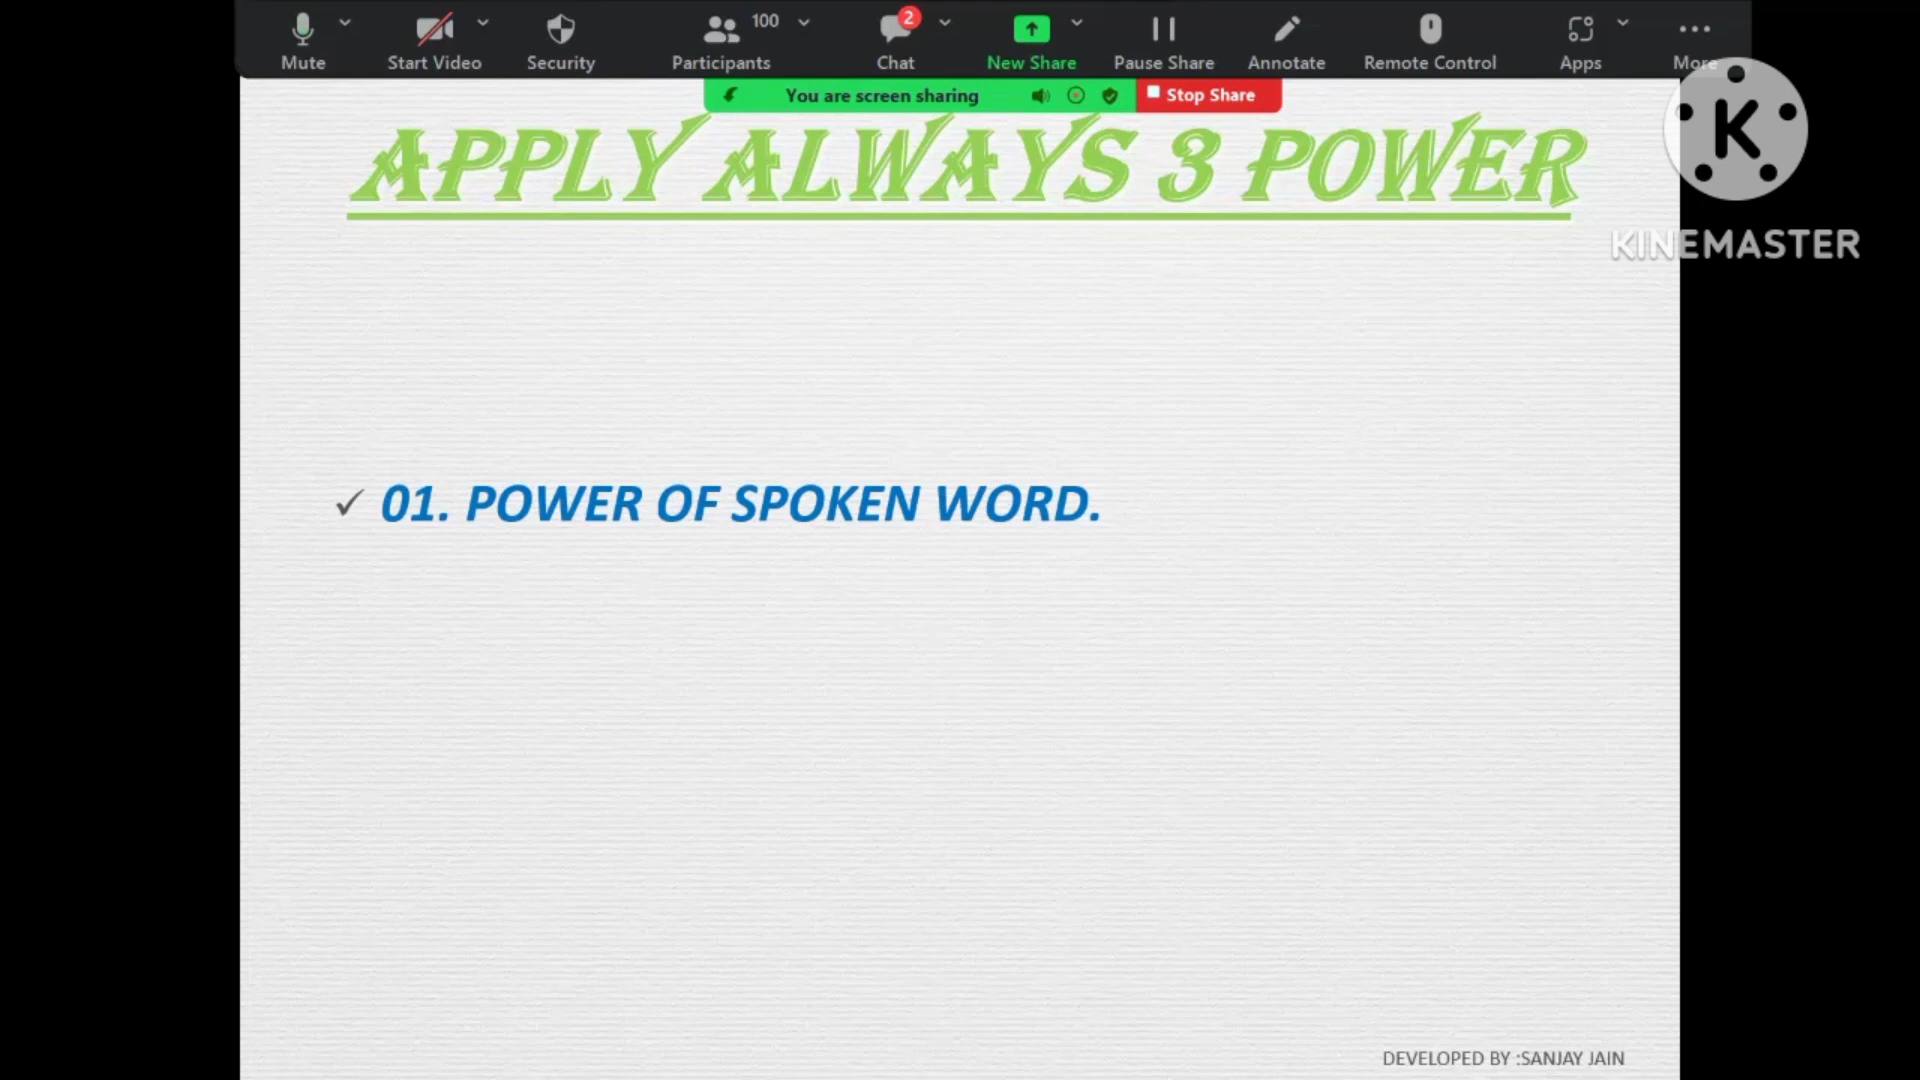 100
2
Mute
Start Video
Security
Participants
Chat
New Share
Pause Share
Annotate
Remote Control
Apps
More
You are screen sharing
Stop Share
K
KINEMASTER
APPLY ALWAYS 3 POWER
✓ 01. POWER OF SPOKEN WORD.
DEVELOPED BY :SANJAY JAIN